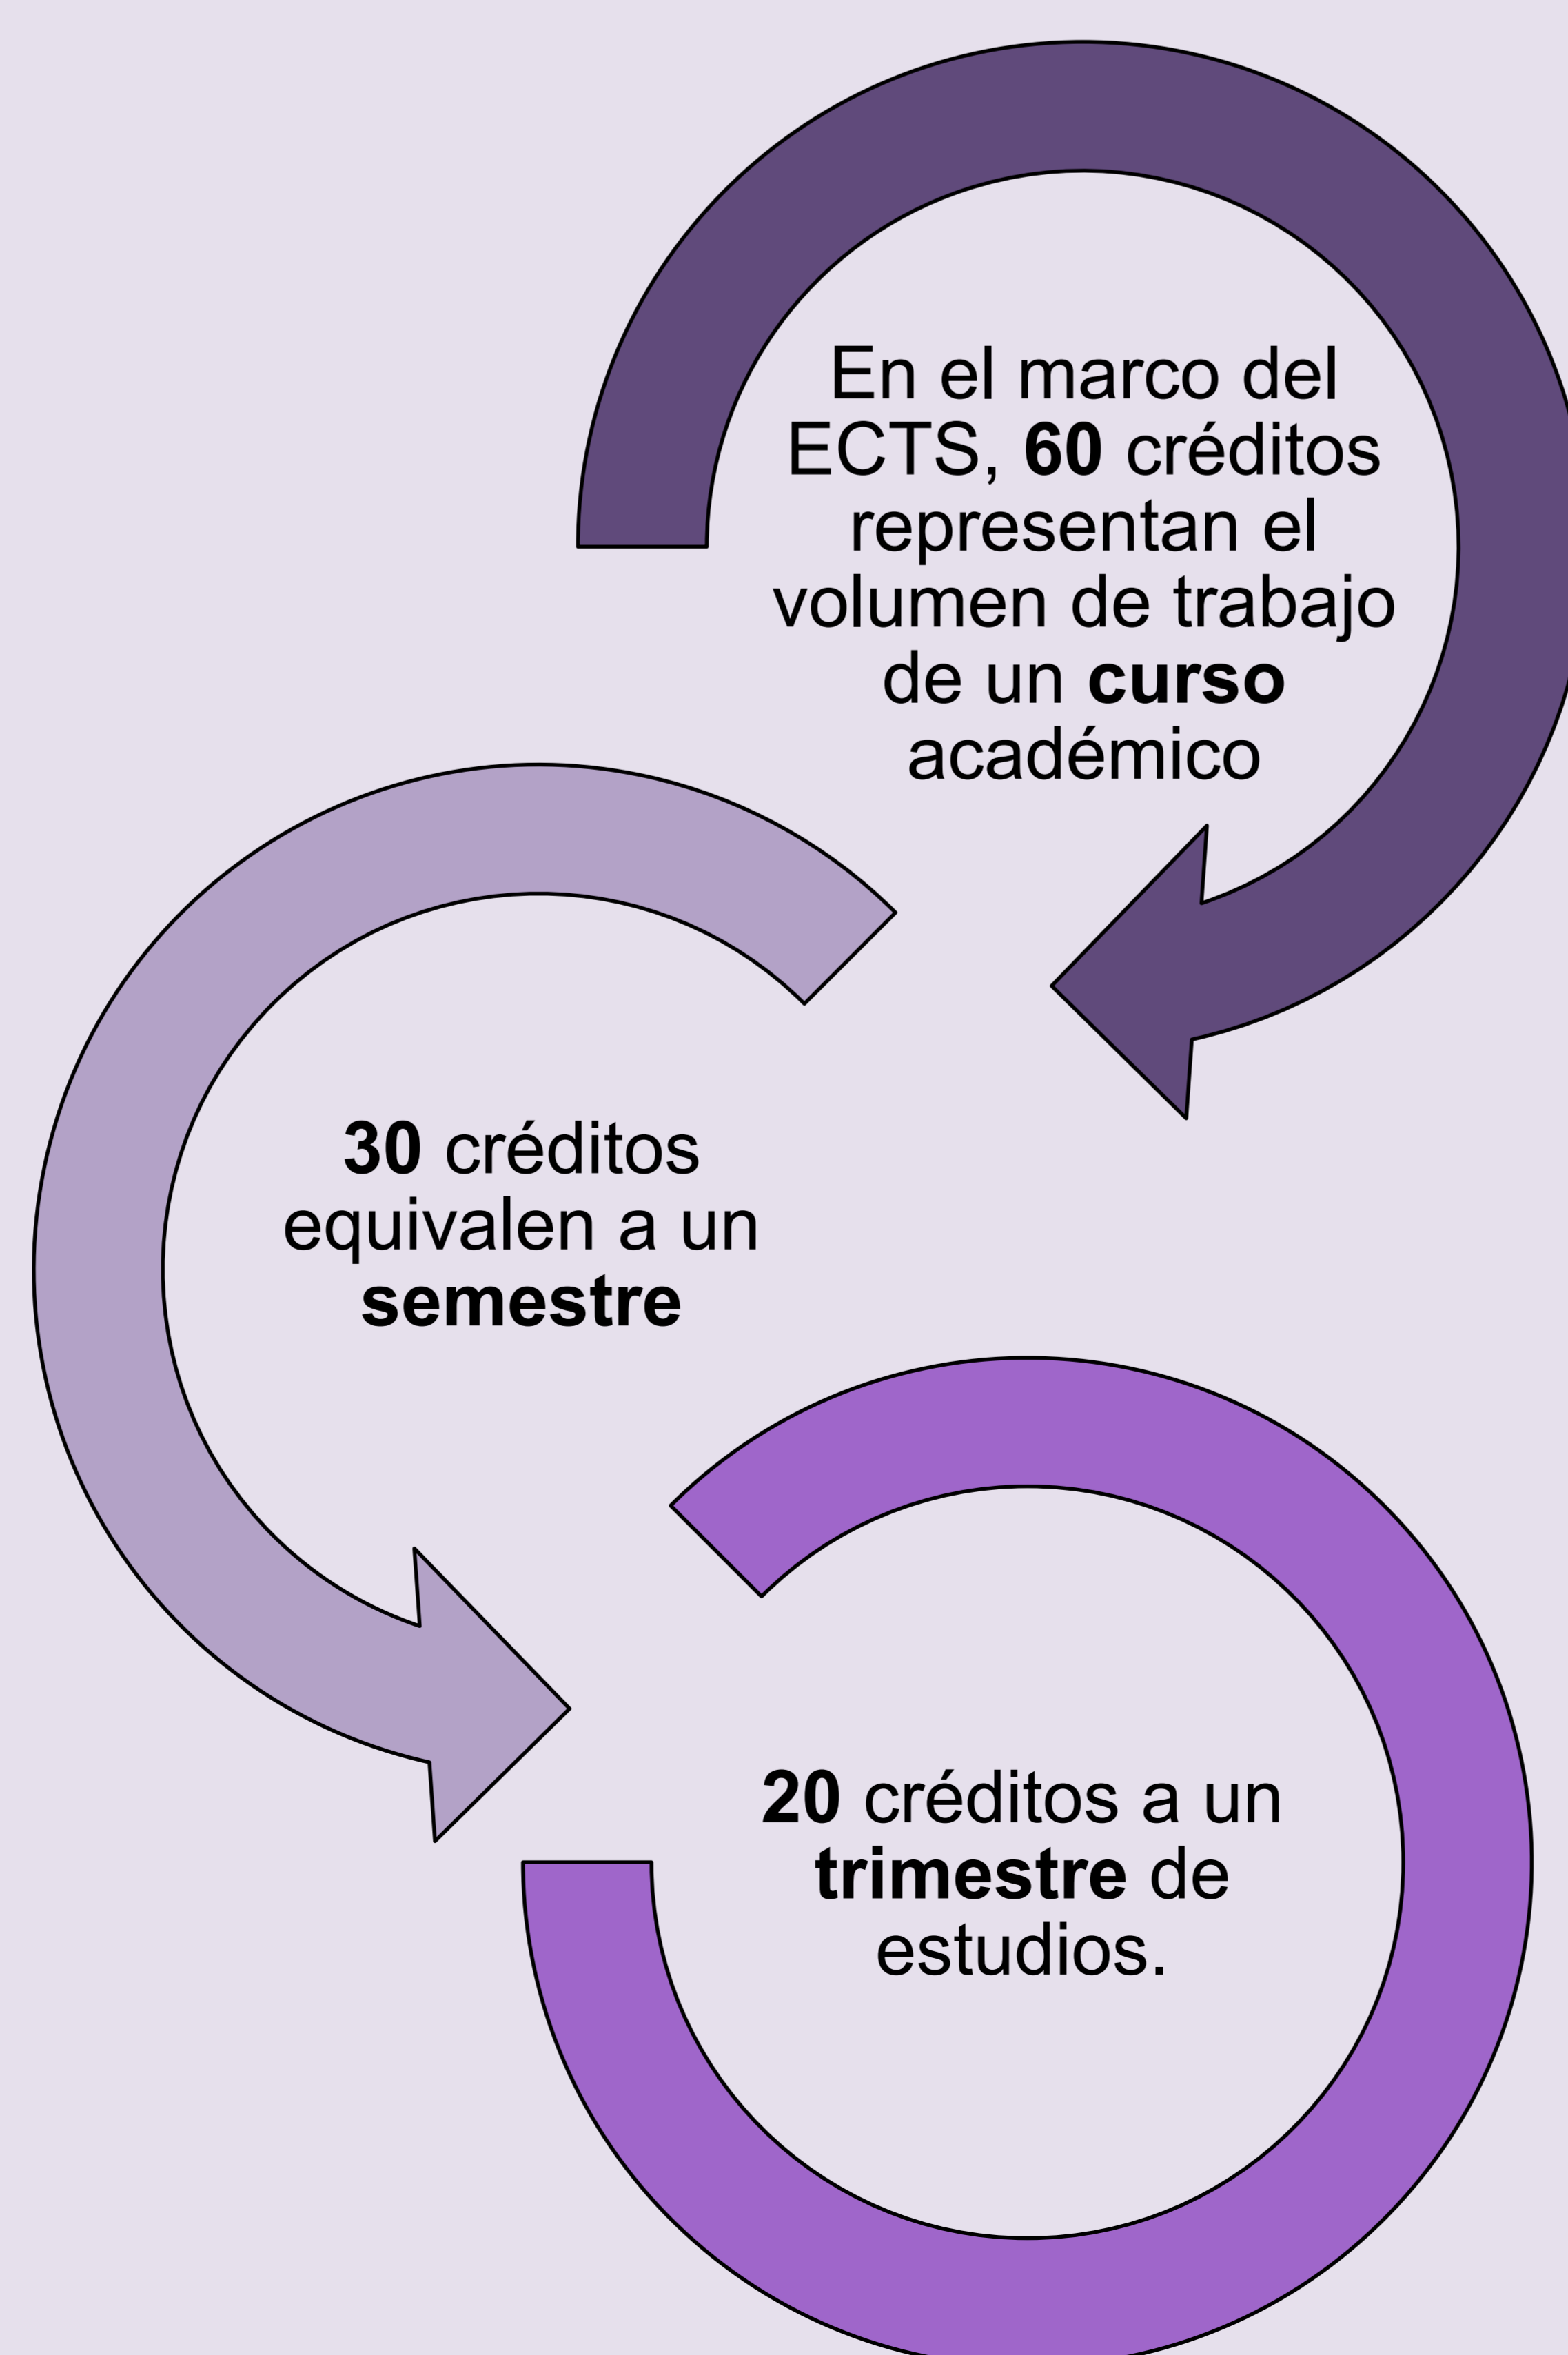 En el marco del
ECTS, 60 créditos
representan el
volumen de trabajo
de un curso
académico
30 créditos
equivalen a un
semestre
20 créditos a un
trimestre de
estudios.